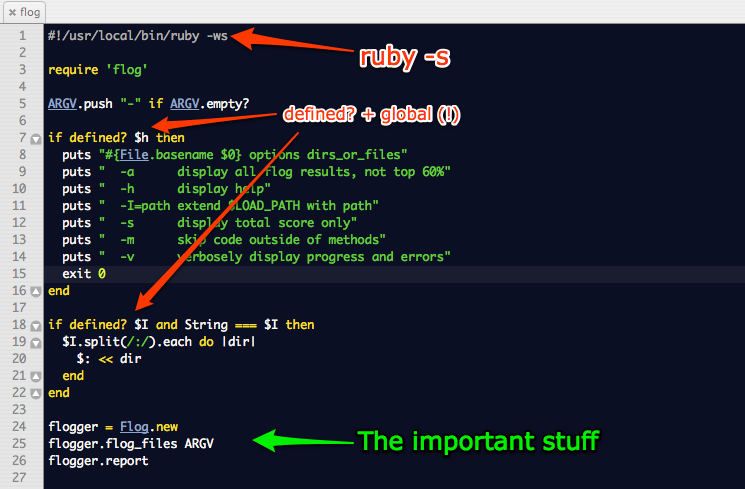 × flog
1 #!/usr/local/bin/ruby -ws
ruby -s
2
3 require 'flog'
4
5 ARGV.push "-" if ARGV.empty?
defined? + global (!)
6
7 if defined? $h then
8   puts "#{File.basename $0} options dirs_or_files"
9   puts "  -a      display all flog results, not top 60%"
10   puts "  -h      display help"
11   puts "  -I=path extend $LOAD_PATH with path"
12   puts "  -s      display total score only"
13   puts "  -m      skip code outside of methods"
14   puts "  -v      verbosely display progress and errors"
15   exit 0
16 end
17
18 if defined? $I and String === $I then
19   $I.split(/:/).each do |dir|
20     $: << dir
21   end
22 end
23
24 flogger = Flog.new
25 flogger.flog_files ARGV
The important stuff
26 flogger.report
27